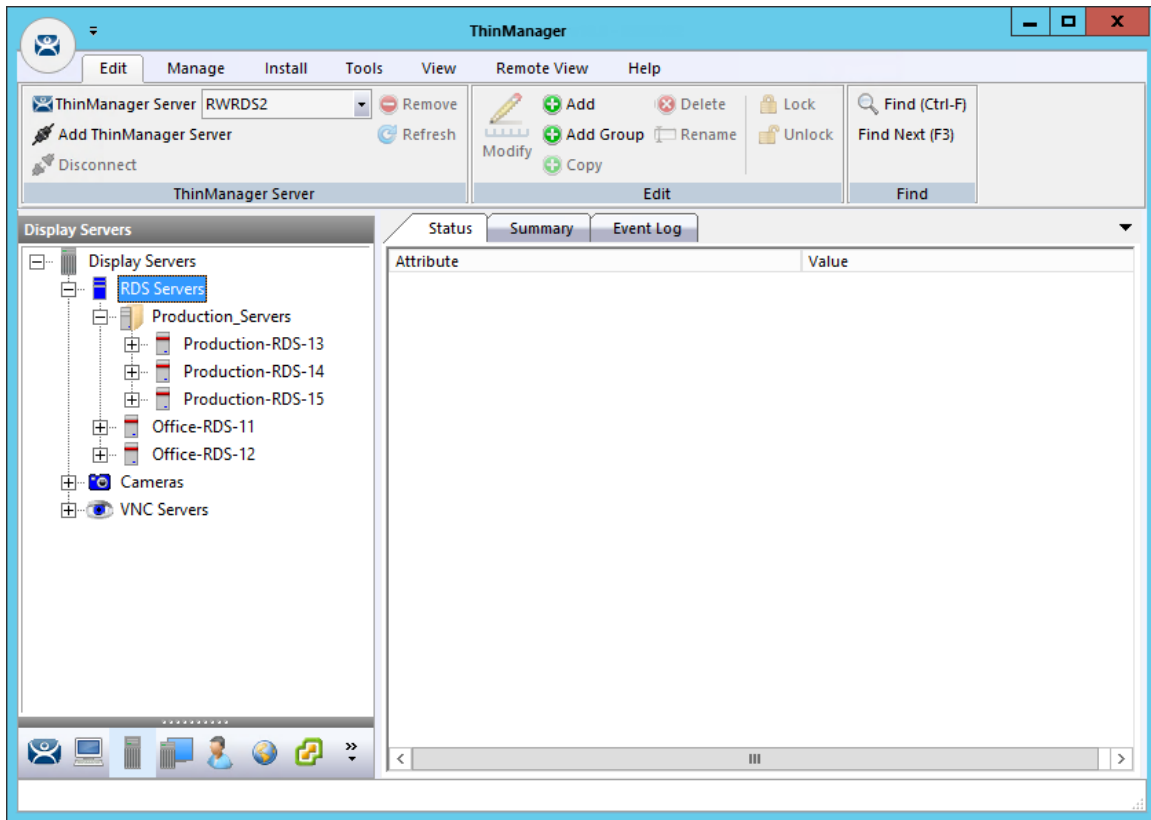 ThinManager
Edit Manage Install Tools View Remote View Help
ThinManager Server RWRDS2 Remove Add Delete Lock Find (Ctrl-F)
Add ThinManager Server Refresh Modify Add Group Rename Unlock Find Next (F3)
Disconnect Copy
ThinManager Server Edit Find
Display Servers
Status Summary Event Log
Attribute Value
Display Servers
RDS Servers
Production_Servers
Production-RDS-13
Production-RDS-14
Production-RDS-15
Office-RDS-11
Office-RDS-12
Cameras
VNC Servers